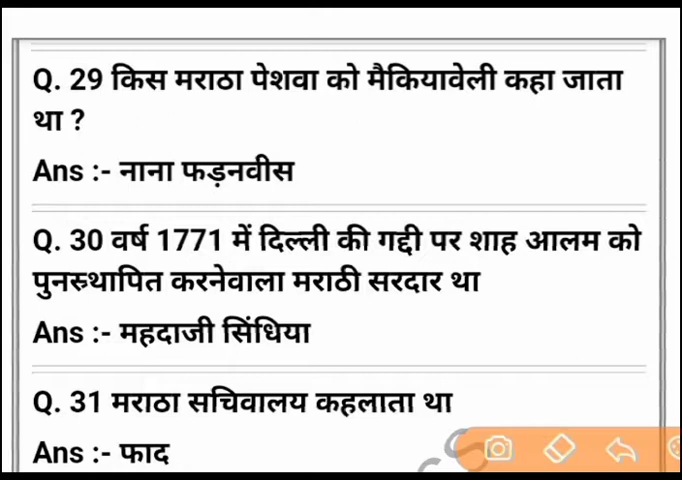 Q. 29 किस मराठा पेशवा को मैकियावेली कहा जाता
था ?
Ans :- नाना फड़नवीस
Q. 30 वर्ष 1771 में दिल्ली की गद्दी पर शाह आलम को
पुनस्थापित करनेवाला मराठी सरदार था
Ans :- महदाजी सिंधिया
Q. 31 मराठा सचिवालय कहलाता था
Ans :- फाद